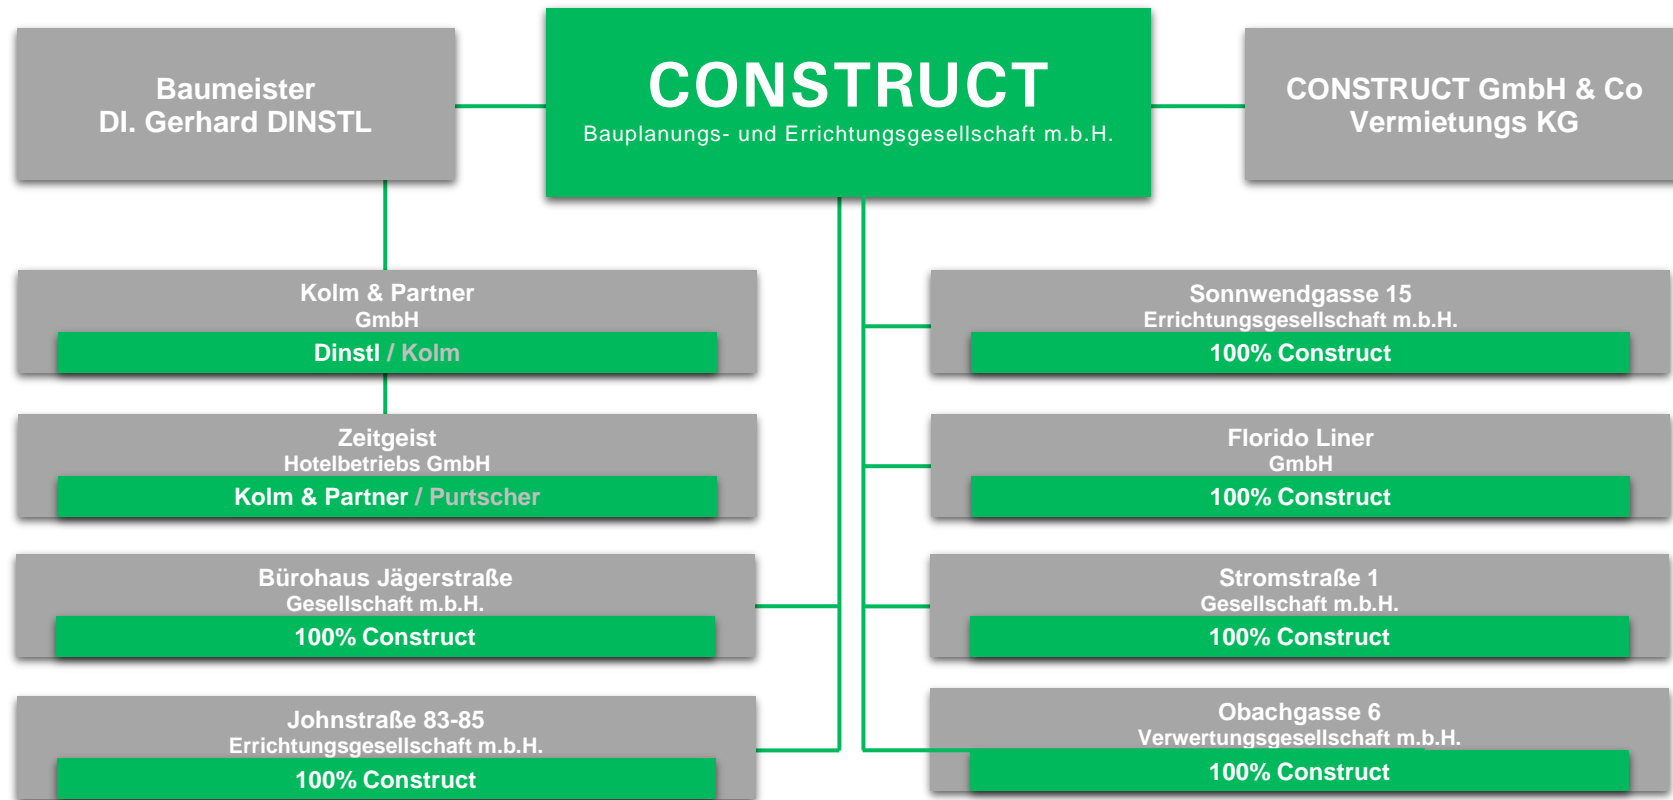 Baumeister
DI. Gerhard DINSTL
CONSTRUCT
Bauplanungs- und Errichtungsgesellschaft m.b.H.
CONSTRUCT GmbH & Co
Vermietungs KG
Kolm & Partner
GmbH
Dinstl / Kolm
Zeitgeist
Hotelbetriebs GmbH
Kolm & Partner / Purtscher
Bürohaus Jägerstraße
Gesellschaft m.b.H.
100% Construct
Johnstraße 83-85
Errichtungsgesellschaft m.b.H.
100% Construct
Sonnwendgasse 15
Errichtungsgesellschaft m.b.H.
100% Construct
Florido Liner
GmbH
100% Construct
Stromstraße 1
Gesellschaft m.b.H.
100% Construct
Obachgasse 6
Verwertungsgesellschaft m.b.H.
100% Construct